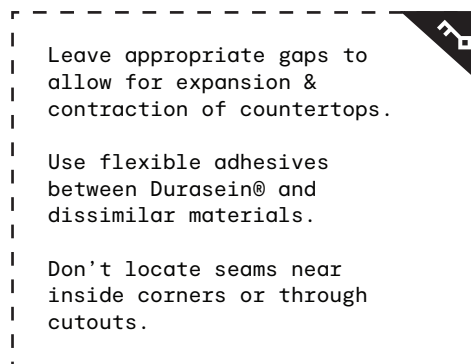 Leave appropriate gaps to
allow for expansion &
contraction of countertops.
Use flexible adhesives
between Durasein® and
dissimilar materials.
Don't locate seams near
inside corners or through
cutouts.